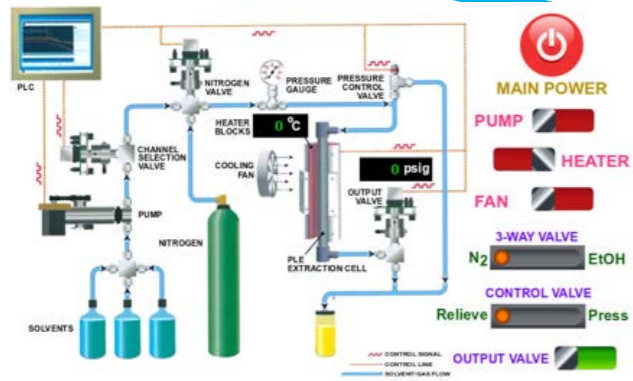 PLC
NITROGEN
VALVE
PRESSURE
GAUGE
PRESSURE
CONTROL
VALVE
MAIN POWER
PUMP
HEATER
BLOCKS
0 °C
CHANNEL
SELECTION
VALVE
COOLING
FAN
0 psig
OUTPUT
VALVE
HEATER
FAN
PUMP
NITROGEN
PLE
EXTRACTION CELL
3-WAY VALVE
N2
EtOH
CONTROL VALVE
Relieve
Press
SOLVENTS
CONTROL SIGNAL
CONTROL LINE
SOLVENT/GAS FLOW
OUTPUT VALVE